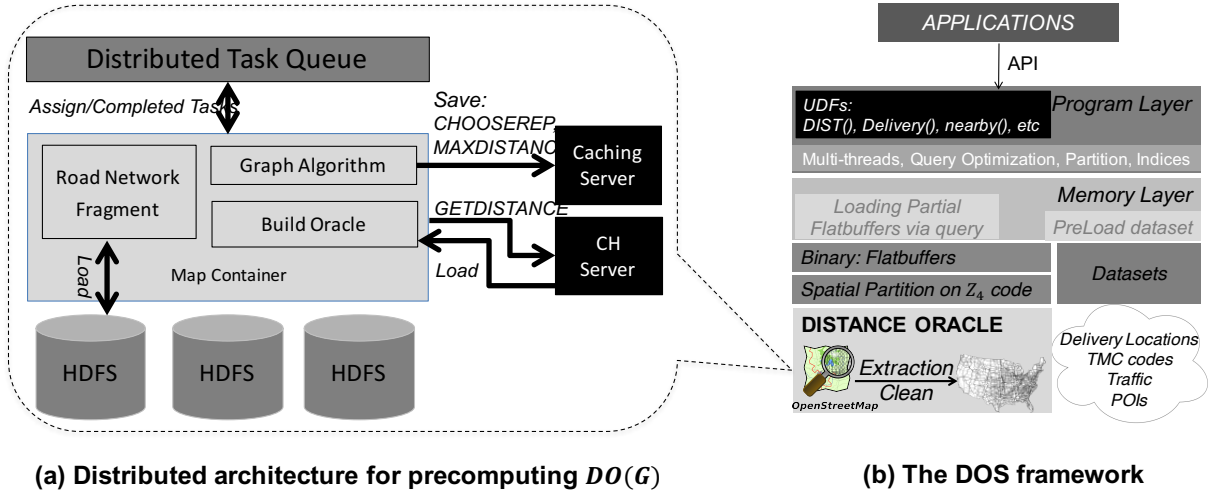 Distributed Task Queue
Assign/Completed Tasks
Save:
CHOOSEREP,
MAXDISTANC
Graph Algorithm
Road Network
Fragment
Build Oracle
Caching
Server
GETDISTANCE
CH
Server
Load
Load
Map Container
HDFS
HDFS
HDFS
(a) Distributed architecture for precomputing DO(G)
APPLICATIONS
API
UDFs:
DIST(), Delivery(), nearby(), etc
Program Layer
Multi-threads, Query Optimization, Partition, Indices
Memory Layer
Loading Partial
Flatbuffers via query
PreLoad dataset
Binary: Flatbuffers
Spatial Partition on Z₄ code
Datasets
DISTANCE ORACLE
Extraction
Clean
OpenStreetMap
Delivery Locations
TMC codes
Traffic
POIs
(b) The DOS framework